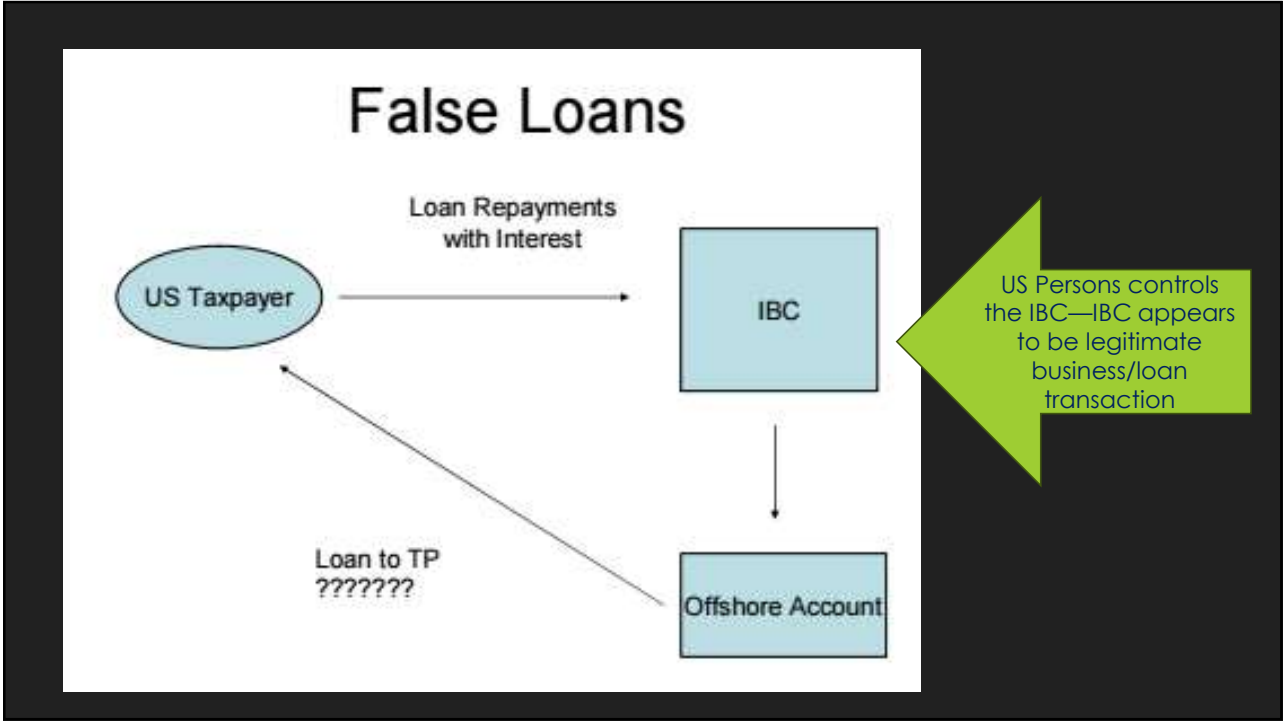 False Loans
Loan Repayments
with Interest
US Taxpayer
IBC
US Persons controls
the IBC—IBC appears
to be legitimate
business/loan
transaction
Loan to TP
???????
Offshore Account